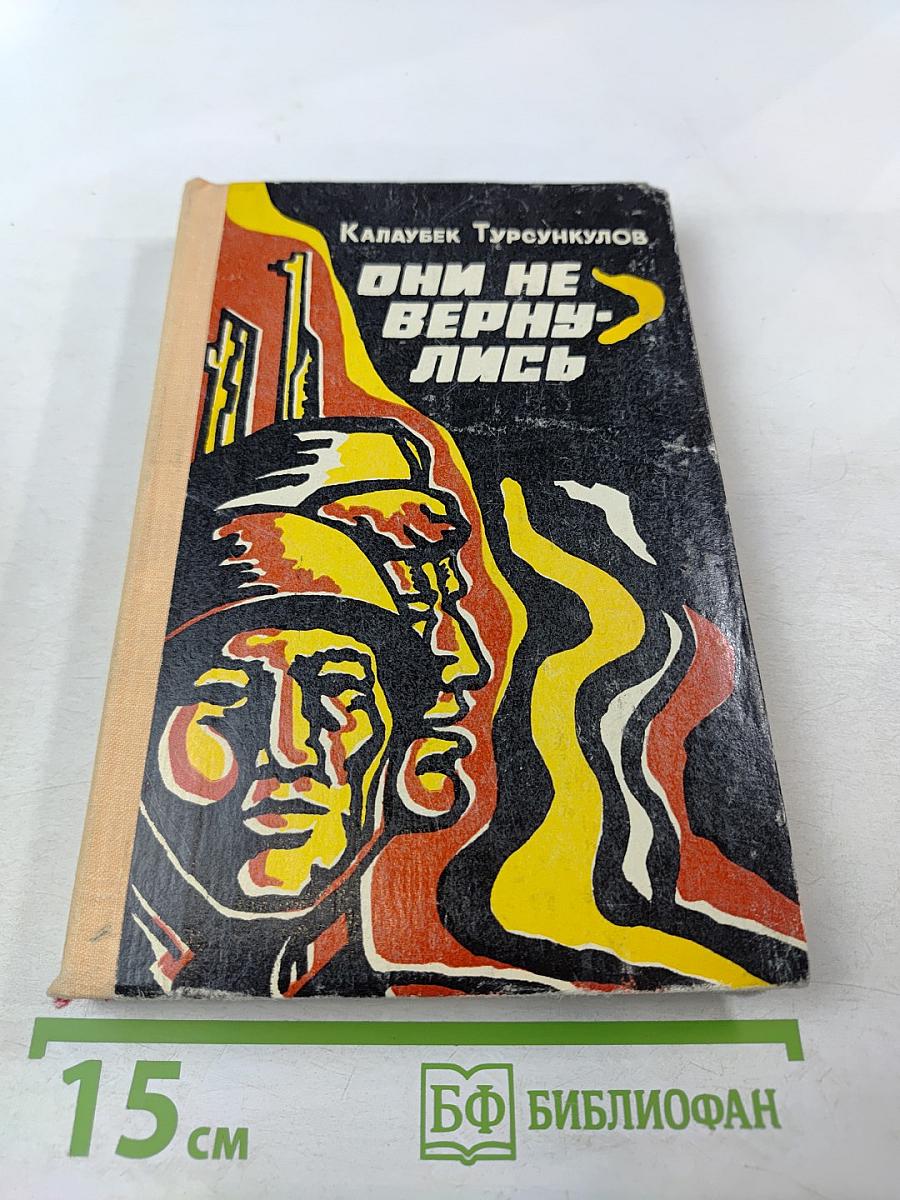 Калаубек Турсункулов
ОНИ НЕ
ВЕРНУ-
ЛИСЬ
15 см
БФ БИБЛИОФАН